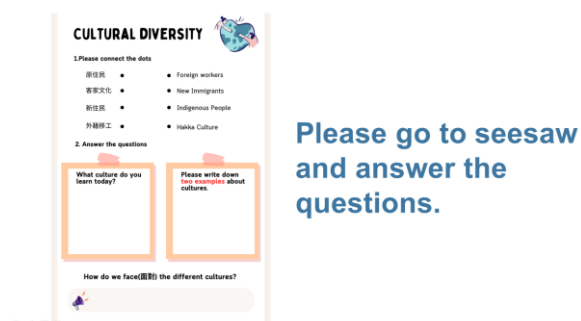 CULTURAL DIVERSITY
1.Please connect the dots
原住民 • • Foreign workers
客家文化 • • New Immigrants
新住民 • • Indigenous People
外籍移工 • • Hakka Culture
2. Answer the questions
What culture do you
learn today?
Please write down
two examples about
cultures.
How do we face(面對) the different cultures?
Please go to seesaw
and answer the
questions.